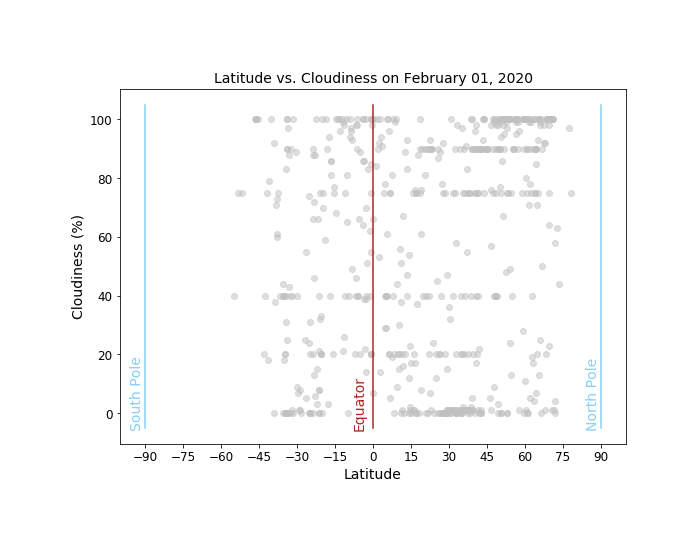 Latitude vs. Cloudiness on February 01, 2020
Cloudiness (%)
100
80
60
40
20
0
South Pole
Equator
North Pole
−90 −75 −60 −45 −30 −15 0 15 30 45 60 75 90
Latitude